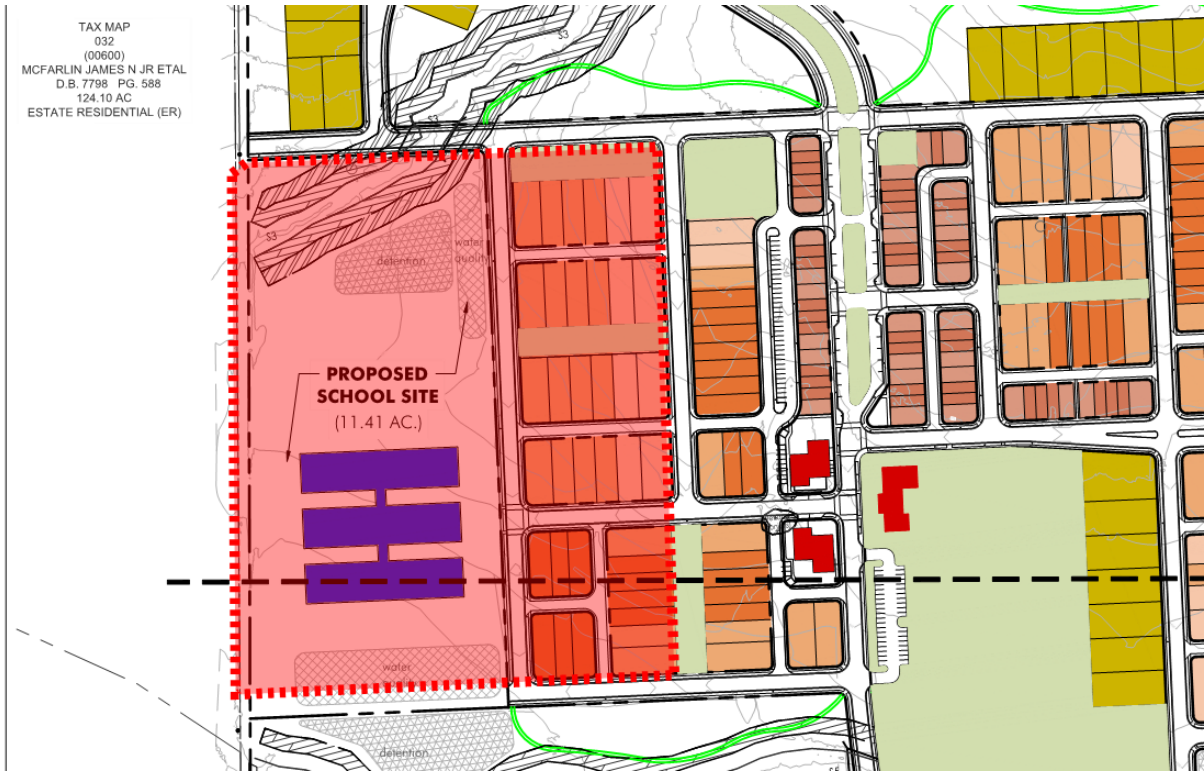 TAX MAP
032
(00600)
MCFARLIN JAMES N JR ETAL
D.B. 7798 PG. 588
124.10 AC
ESTATE RESIDENTIAL (ER)
S3
S3
detention
water
quality
PROPOSED
SCHOOL SITE
(11.41 AC.)
water
detention